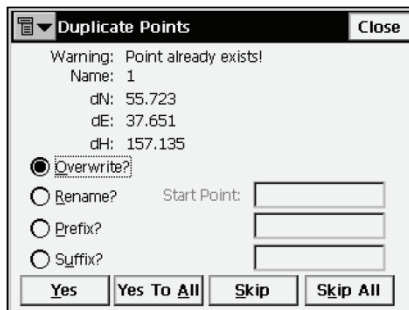 Duplicate Points Close
Warning: Point already exists!
Name: 1
dN: 55.723
dE: 37.651
dH: 157.135
Overwrite?
Rename? Start Point:
Prefix?
Suffix?
Yes Yes To All Skip Skip All